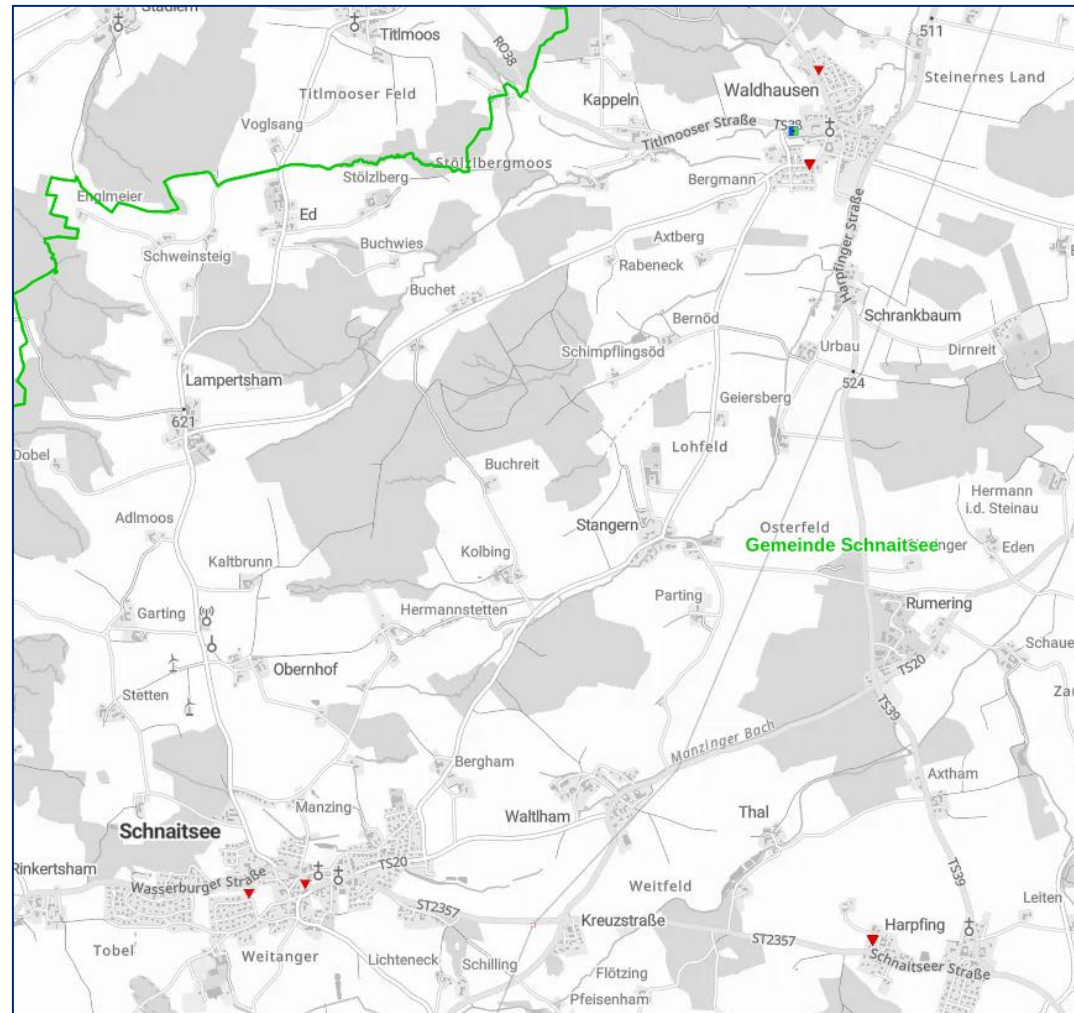 Stadlern
Titlmoos
RO38
511
Titlmooser Feld
Kappeln
Waldhausen
Steinernes Land
Voglsang
Titlmooser Straße
TS38
Stölzlbergmoos
Stölzlberg
Bergmann
Englmeier
Ed
Buchwies
Axtberg
Harpfinger Straße
Schweinsteig
Rabeneck
Buchet
Bernöd
Schrankbaum
Schimpflingsöd
Urbau
Dirnreit
Lampertsham
524
Geiersberg
621
Lohfeld
Dobel
Buchreit
Hermann
i.d. Steinau
Adlmoos
Stangern
Osterfeld
Gemeinde Schnaitsee
Eden
Kolbing
Kaltbrunn
Parting
Rumering
Garting
Hermannstetten
Schaue
TS20
Obernhof
Stetten
Zau
TS39
Manzinger Bach
Bergham
Axtham
Manzing
Waltlham
Thal
Schnaitsee
TS20
Rinkertsham
Wasserburger Straße
TS39
Weitfeld
Leiten
ST2357
Kreuzstraße
Harpfing
ST2357
Tobel
Weitanger
Lichteneck
Schilling
Schnaitseer Straße
Flötzing
Pfeisenham